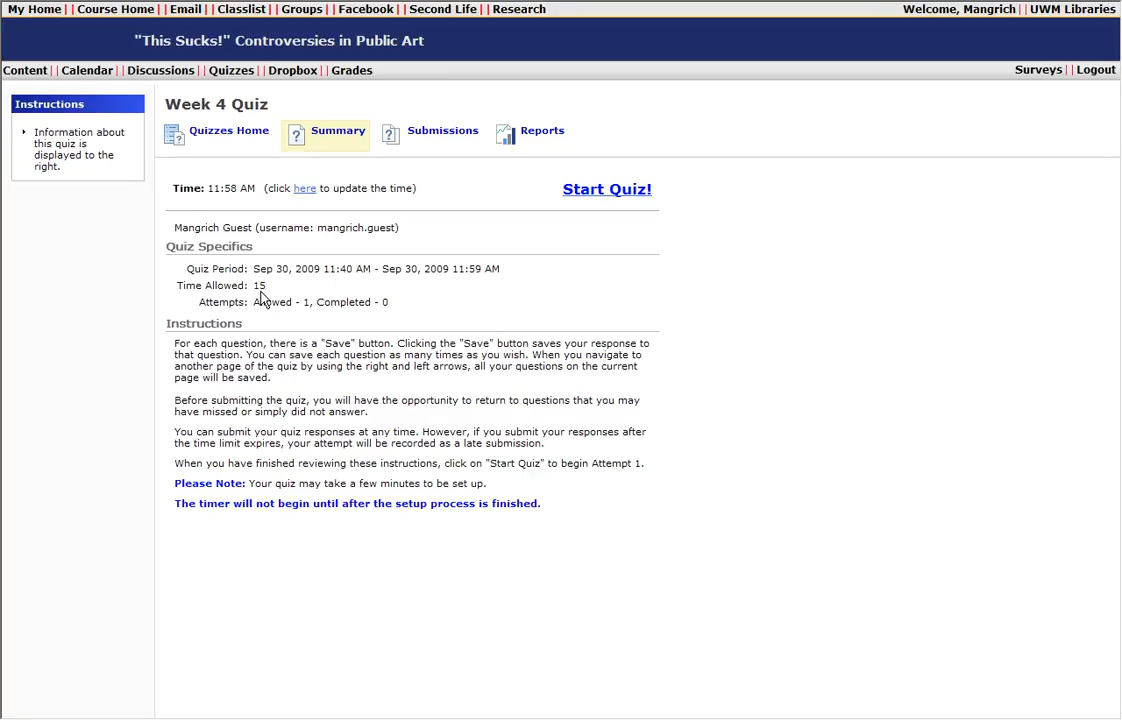 My Home || Course Home || Email || Classlist || Groups || Facebook || Second Life || Research
Welcome, Mangrich || UWM Libraries
"This Sucks!" Controversies in Public Art
Content || Calendar || Discussions || Quizzes || Dropbox || Grades
Surveys || Logout
Instructions
Information about
this quiz is
displayed to the
right.
Week 4 Quiz
Quizzes Home
Summary
Submissions
Reports
Time: 11:58 AM (click here to update the time)
Start Quiz!
Mangrich Guest (username: mangrich.guest)
Quiz Specifics
Quiz Period: Sep 30, 2009 11:40 AM - Sep 30, 2009 11:59 AM
Time Allowed: 15
Attempts: Allowed - 1, Completed - 0
Instructions
For each question, there is a "Save" button. Clicking the "Save" button saves your response to
that question. You can save each question as many times as you wish. When you navigate to
another page of the quiz by using the right and left arrows, all your questions on the current
page will be saved.
Before submitting the quiz, you will have the opportunity to return to questions that you may
have missed or simply did not answer.
You can submit your quiz responses at any time. However, if you submit your responses after
the time limit expires, your attempt will be recorded as a late submission.
When you have finished reviewing these instructions, click on "Start Quiz" to begin Attempt 1.
Please Note: Your quiz may take a few minutes to be set up.
The timer will not begin until after the setup process is finished.